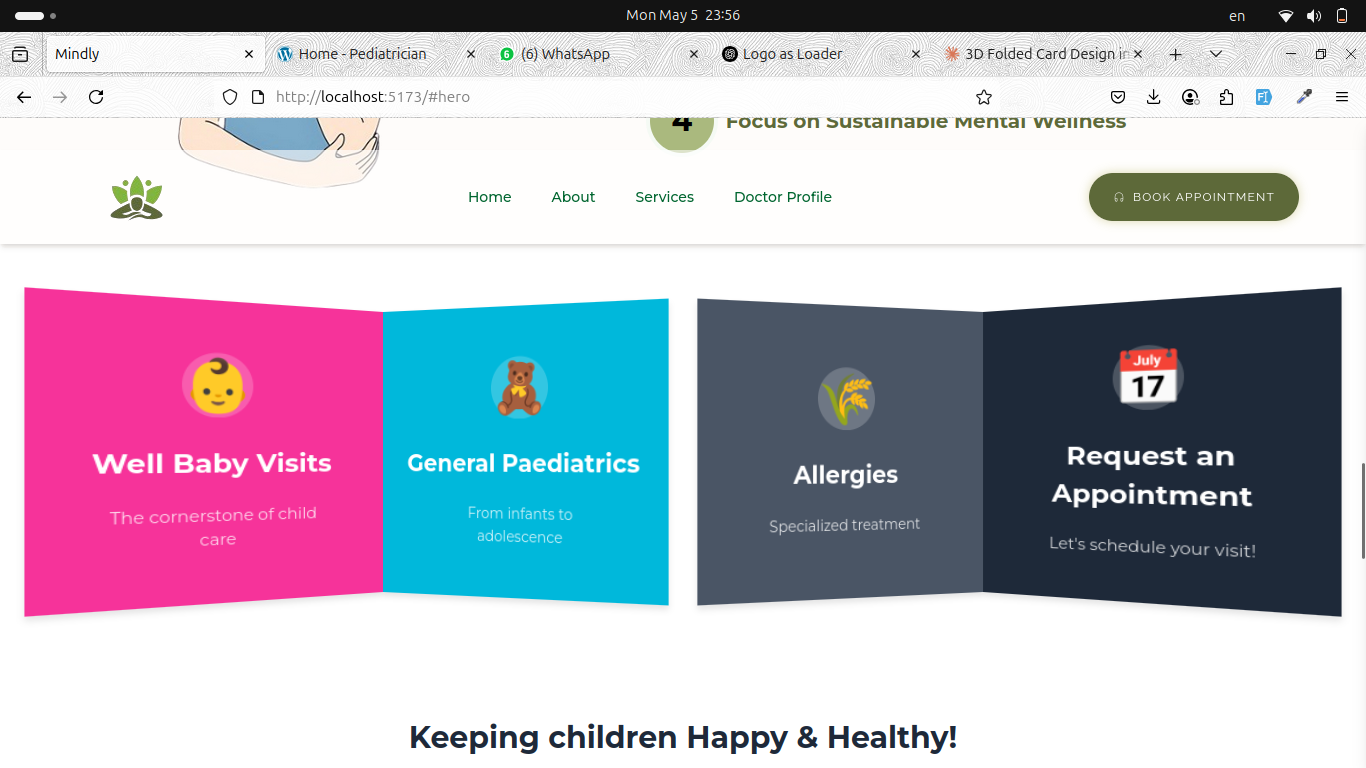 Mon May 5 23:56
en
Mindly
Home - Pediatrician
6
(6) WhatsApp
Logo as Loader
3D Folded Card Design in
http://localhost:5173/#hero
4
Focus on Sustainable Mental Wellness
Home
About
Services
Doctor Profile
BOOK APPOINTMENT
Well Baby Visits
The cornerstone of child
care
General Paediatrics
From infants to
adolescence
Allergies
Specialized treatment
July
17
Request an
Appointment
Let's schedule your visit!
Keeping children Happy & Healthy!